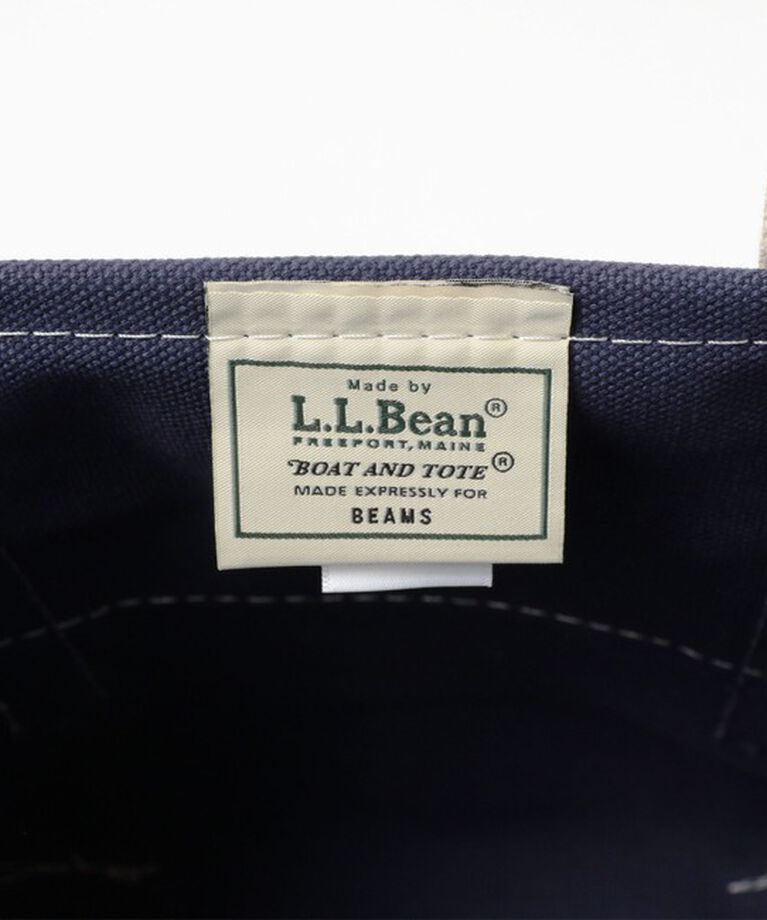 Made by
L.L.Bean®
FREEPORT, MAINE
BOAT AND TOTE®
MADE EXPRESSLY FOR
BEAMS